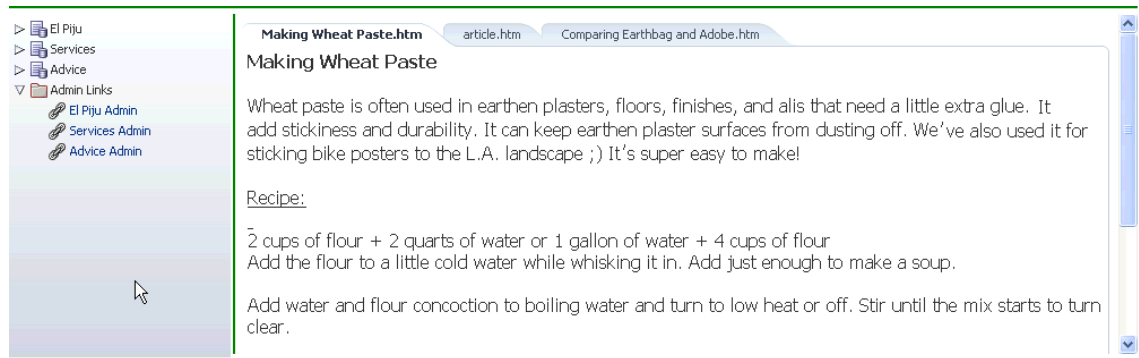 El Piju
Services
Advice
Admin Links
El Piju Admin
Services Admin
Advice Admin
Making Wheat Paste.htm
article.htm
Comparing Earthbag and Adobe.htm
Making Wheat Paste
Wheat paste is often used in earthen plasters, floors, finishes, and alis that need a little extra glue. It
add stickiness and durability. It can keep earthen plaster surfaces from dusting off. We've also used it for
sticking bike posters to the L.A. landscape ;) It's super easy to make!
Recipe:
2 cups of flour + 2 quarts of water or 1 gallon of water + 4 cups of flour
Add the flour to a little cold water while whisking it in. Add just enough to make a soup.
Add water and flour concoction to boiling water and turn to low heat or off. Stir until the mix starts to turn
clear.